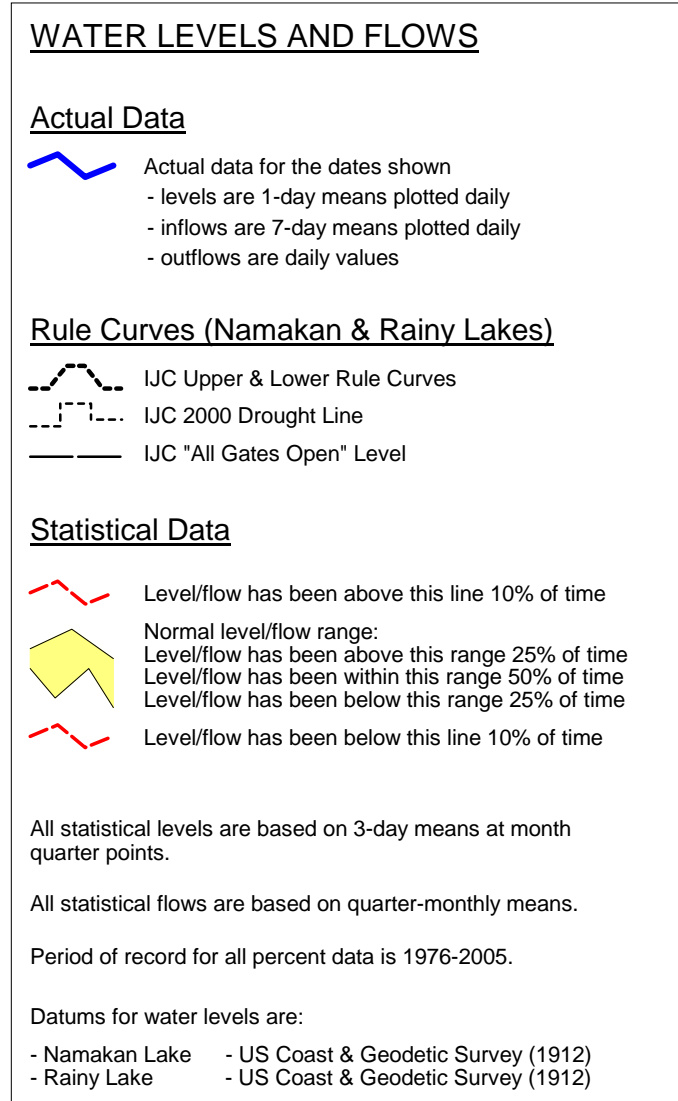 WATER LEVELS AND FLOWS
Actual Data
Actual data for the dates shown
- levels are 1-day means plotted daily
- inflows are 7-day means plotted daily
- outflows are daily values
Rule Curves (Namakan & Rainy Lakes)
IJC Upper & Lower Rule Curves
IJC 2000 Drought Line
IJC "All Gates Open" Level
Statistical Data
Level/flow has been above this line 10% of time
Normal level/flow range:
Level/flow has been above this range 25% of time
Level/flow has been within this range 50% of time
Level/flow has been below this range 25% of time
Level/flow has been below this line 10% of time
All statistical levels are based on 3-day means at month
quarter points.
All statistical flows are based on quarter-monthly means.
Period of record for all percent data is 1976-2005.
Datums for water levels are:
- Namakan Lake - US Coast & Geodetic Survey (1912)
- Rainy Lake - US Coast & Geodetic Survey (1912)